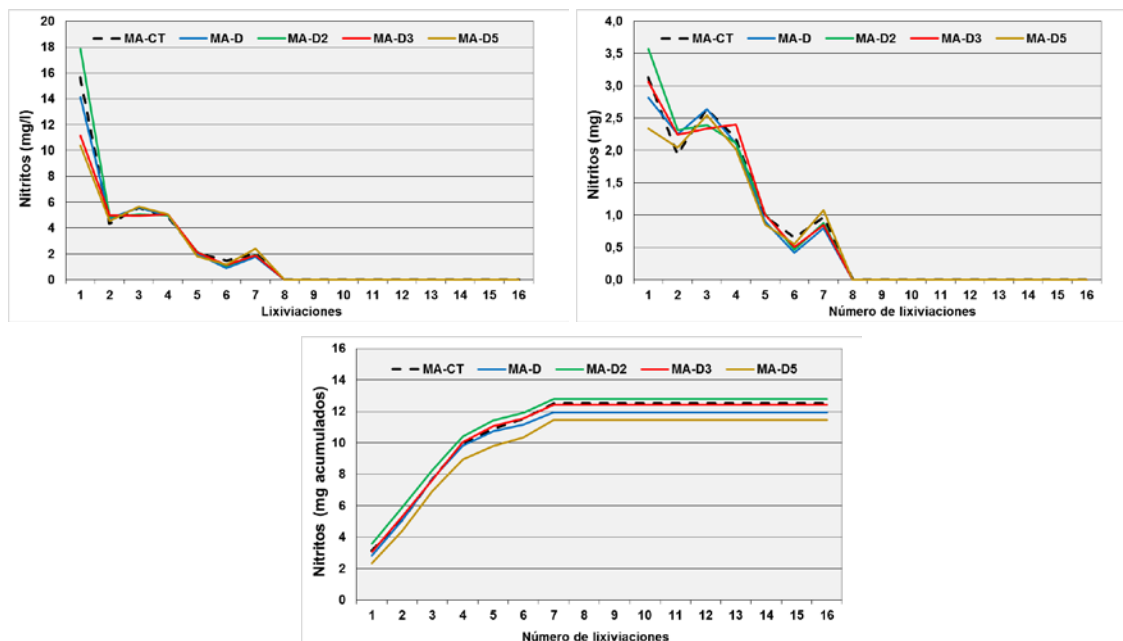 Nitritos (mg/l)
20
18
16
14
12
10
8
6
4
2
0
MA-CT MA-D MA-D2 MA-D3 MA-D5
1 2 3 4 5 6 7 8 9 10 11 12 13 14 15 16
Lixiviaciones
Nitritos (mg)
4,0
3,5
3,0
2,5
2,0
1,5
1,0
0,5
0,0
MA-CT MA-D MA-D2 MA-D3 MA-D5
1 2 3 4 5 6 7 8 9 10 11 12 13 14 15 16
Número de lixiviaciones
Nitritos (mg acumulados)
16
14
12
10
8
6
4
2
0
MA-CT MA-D MA-D2 MA-D3 MA-D5
1 2 3 4 5 6 7 8 9 10 11 12 13 14 15 16
Número de lixiviaciones